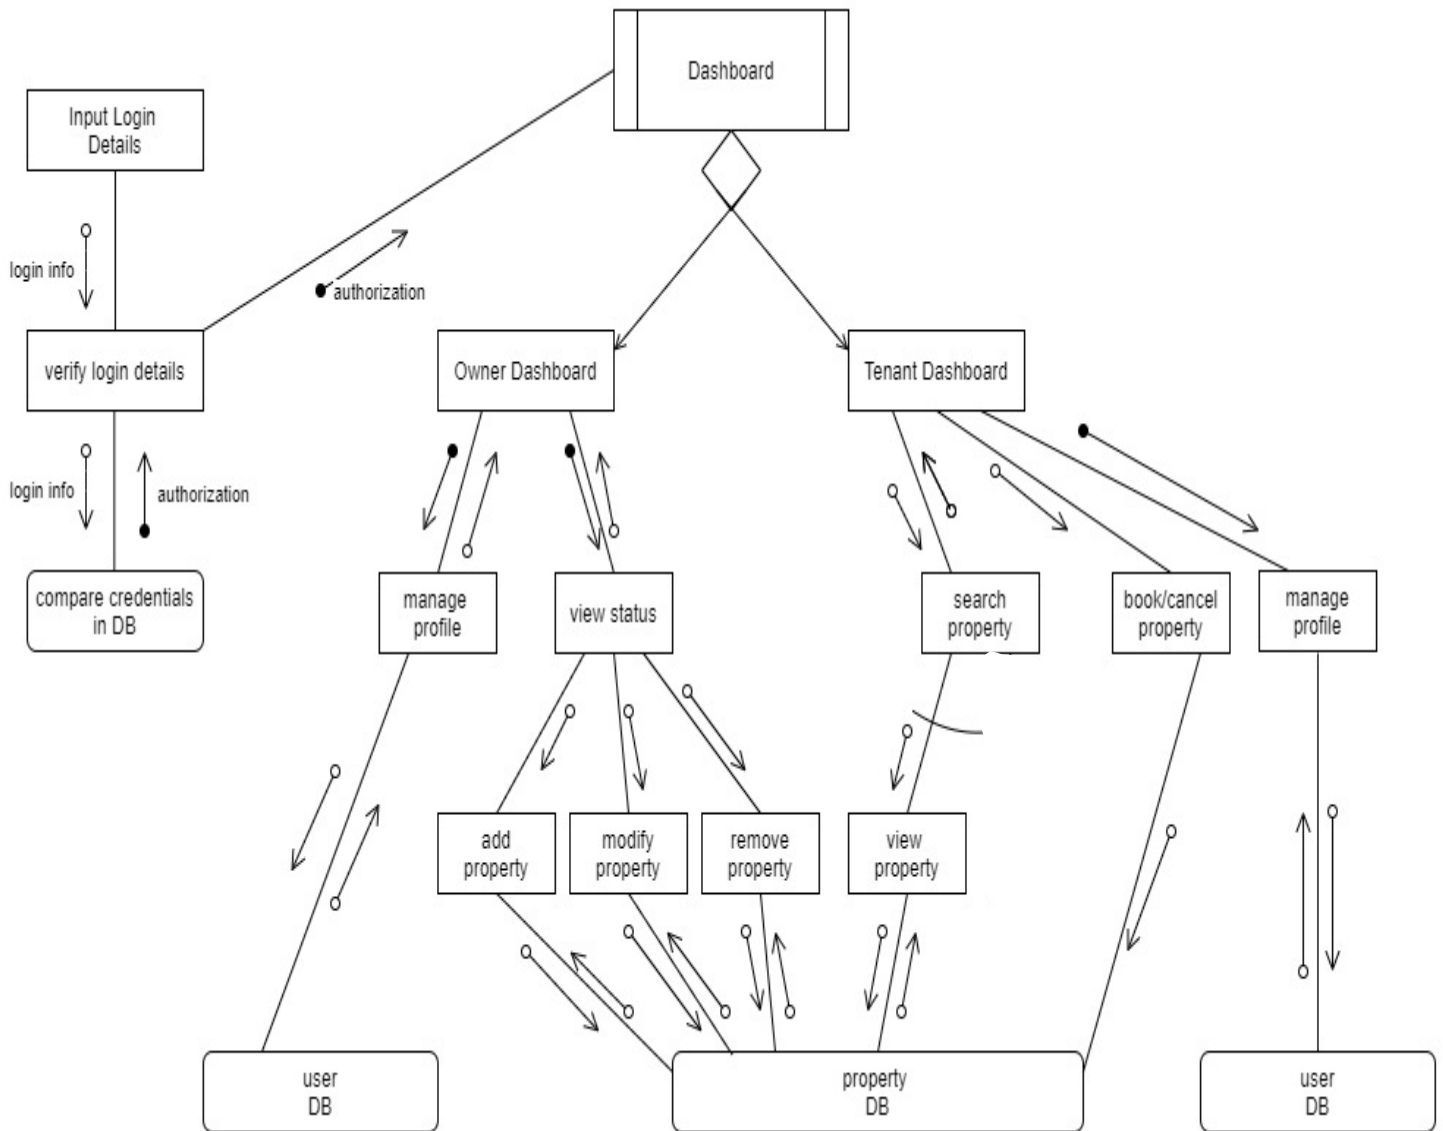 Dashboard
Input Login
Details
login info
authorization
verify login details
Owner Dashboard
Tenant Dashboard
login info
authorization
compare credentials
in DB
manage
profile
view status
search
property
book/cancel
property
manage
profile
add
property
modify
property
remove
property
view
property
user
DB
property
DB
user
DB